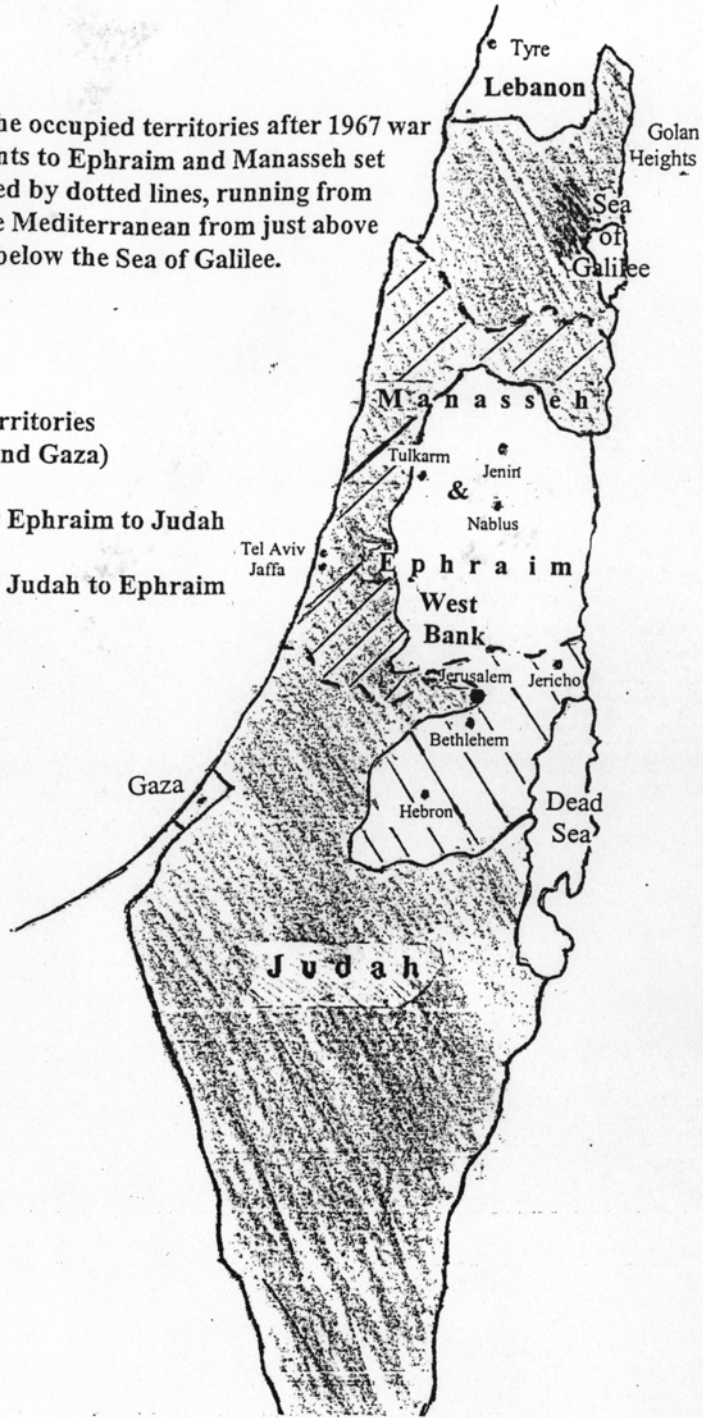 Tyre
Lebanon
he occupied territories after 1967 war
nts to Ephraim and Manasseh set
ed by dotted lines, running from
e Mediterranean from just above
below the Sea of Galilee.
Golan
Heights
Sea
of
Galilee
rritories
nd Gaza)
Ephraim to Judah
Judah to Ephraim
Manasseh
Tulkarm
Jenin
&
Nablus
Tel Aviv
Jaffa
Ephraim
West
Bank
Jerusalem
Jericho
Bethlehem
Gaza
Hebron
Dead
Sea
Judah